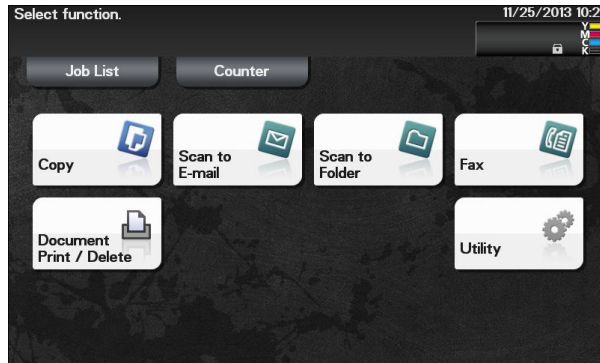 Select function.
11/25/2013 10:2
Y
M
C
K
Job List
Counter
Copy
Scan to
E-mail
Scan to
Folder
Fax
Document
Print / Delete
Utility